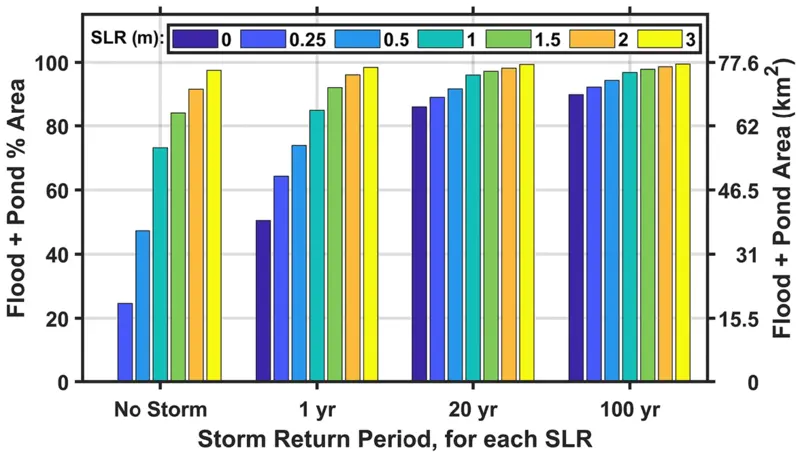 SLR (m): 0 0.25 0.5 1 1.5 2 3
Flood + Pond % Area
100
80
60
40
20
0
Flood + Pond Area (km²)
77.6
62
46.5
31
15.5
0
No Storm 1 yr 20 yr 100 yr
Storm Return Period, for each SLR